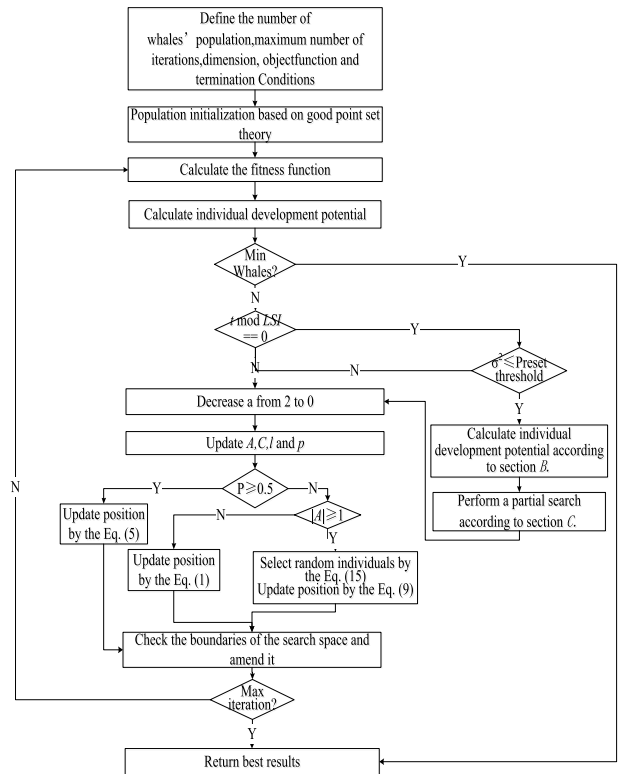 Define the number of
whales' population,maximum number of
iterations,dimension, objectfunction and
termination Conditions
Population initialization based on good point set
theory
Calculate the fitness function
Calculate individual development potential
Min
Whales?
Y
N
t mod LSI
== 0
Y
N
N
σ²≤Preset
threshold
Y
Decrease a from 2 to 0
Calculate individual
development potential according
to section B.
Update A,C,l and p
Perform a partial search
according to section C.
N
P≥0.5
Y
N
|A|≥1
N
Y
Update position
by the Eq. (5)
Update position
by the Eq. (1)
Select random individuals by
the Eq. (15)
Update position by the Eq. (9)
Check the boundaries of the search space and
amend it
Max
iteration?
Y
Return best results